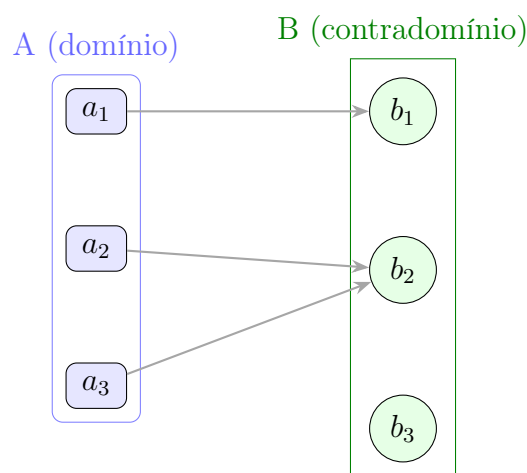 B (contradomínio)
A (domínio)
a₁
b₁
a₂
b₂
a₃
b₃